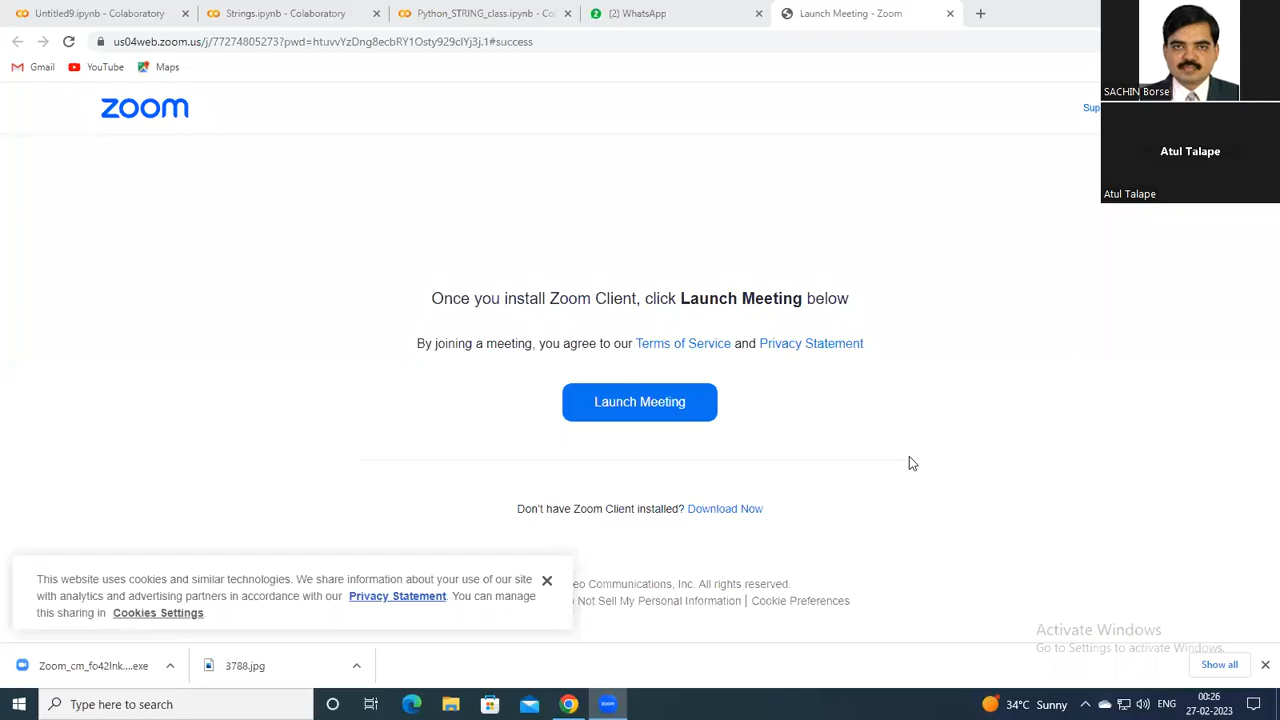 Untitled9.ipynb - Colaboratory
Strings.ipynb - Colaboratory
Python_STRING_class.ipynb - Co
(2) WhatsApp
Launch Meeting - Zoom
us04web.zoom.us/j/77274805273?pwd=htuvvYzDng8ecbRY1Osty929cIYj3j.1#success
Gmail
YouTube
Maps
SACHIN Borse
zoom
Sup
Atul Talape
Atul Talape
Once you install Zoom Client, click Launch Meeting below
By joining a meeting, you agree to our Terms of Service and Privacy Statement
Launch Meeting
Don't have Zoom Client installed? Download Now
This website uses cookies and similar technologies. We share information about your use of our site
with analytics and advertising partners in accordance with our Privacy Statement. You can manage
this sharing in Cookies Settings.
eo Communications, Inc. All rights reserved.
Not Sell My Personal Information | Cookie Preferences
Activate Windows
Go to Settings to activate Windows.
Zoom_cm_fo42lnk....exe
3788.jpg
Show all
Type here to search
zoom
34°C Sunny
ENG
00:26
27-02-2023